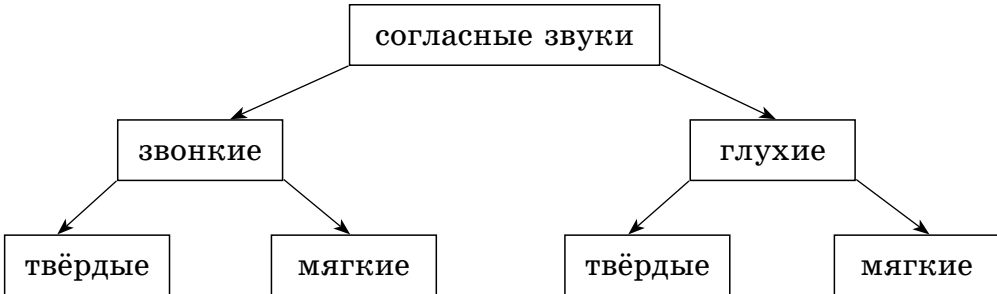 согласные звуки
звонкие
глухие
твёрдые
мягкие
твёрдые
мягкие